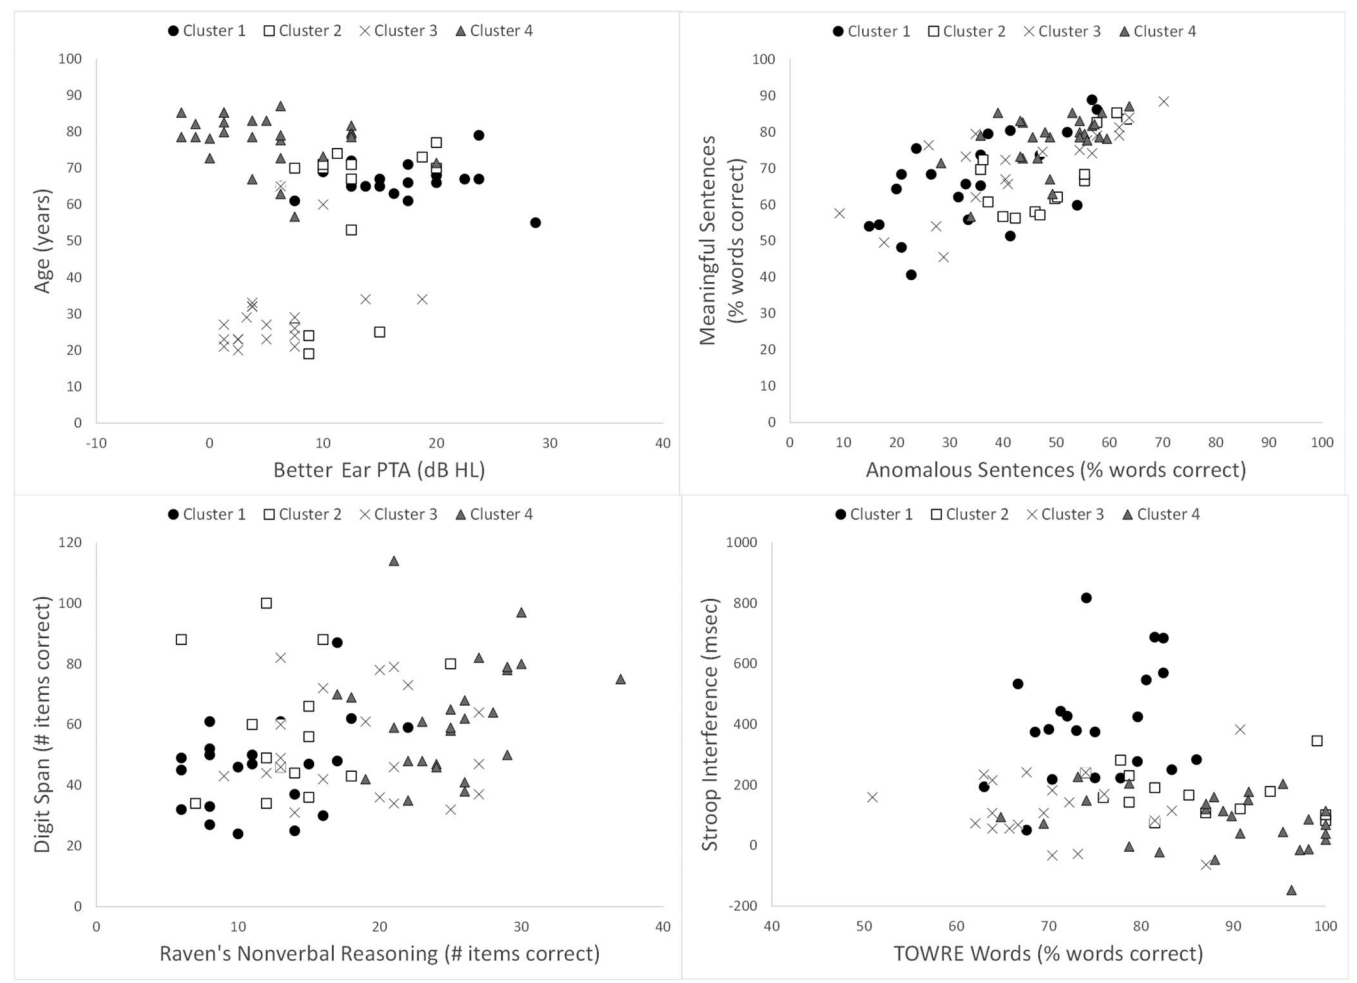 Cluster 1 Cluster 2 Cluster 3 Cluster 4
100
90
80
70
60
50
40
30
20
10
0
Age (years)
-10 0 10 20 30 40
Better Ear PTA (dB HL)
Cluster 1 Cluster 2 Cluster 3 Cluster 4
100
90
80
70
60
50
40
30
20
10
0
Meaningful Sentences
(% words correct)
0 10 20 30 40 50 60 70 80 90 100
Anomalous Sentences (% words correct)
Cluster 1 Cluster 2 Cluster 3 Cluster 4
120
100
80
60
40
20
0
Digit Span (# items correct)
0 10 20 30 40
Raven's Nonverbal Reasoning (# items correct)
Cluster 1 Cluster 2 Cluster 3 Cluster 4
1000
800
600
400
200
0
-200
Stroop Interference (msec)
40 50 60 70 80 90 100
TOWRE Words (% words correct)